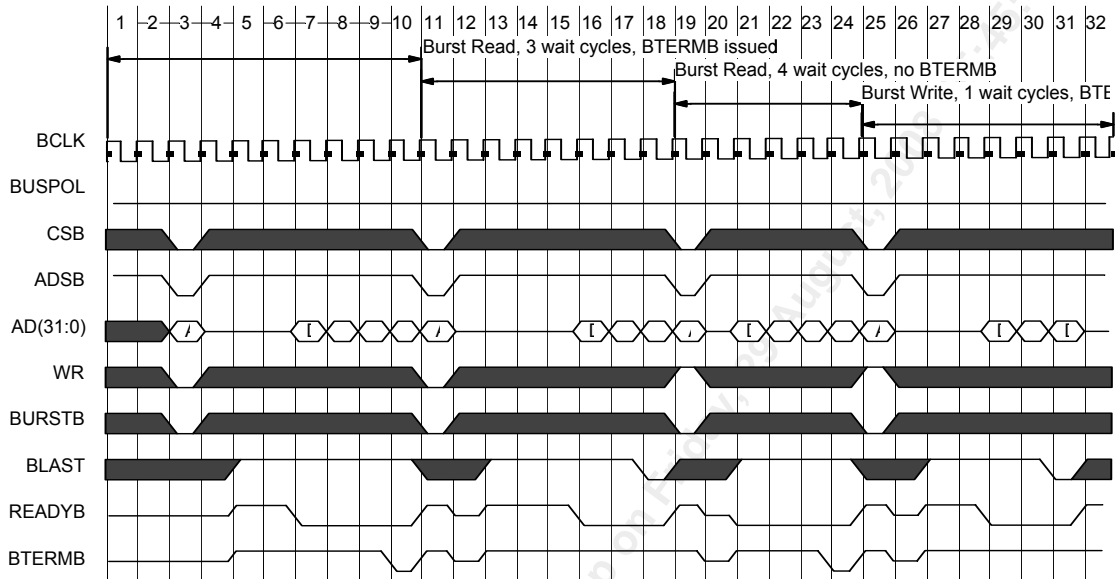 1 2 3 4 5 6 7 8 9 10 11 12 13 14 15 16 17 18 19 20 21 22 23 24 25 26 27 28 29 30 31 32
Burst Read, 3 wait cycles, BTERMB issued
Burst Read, 4 wait cycles, no BTERMB
Burst Write, 1 wait cycles,
BCLK
BUSPOL
CSB
ADSB
AD(31:0)
WR
BURSTB
BLAST
READYB
BTERMB